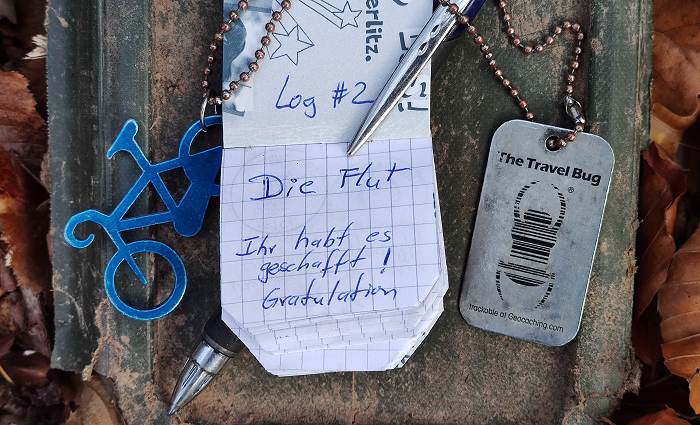 erlitz.
Log #2
Die Flut
Ihr habt es
geschafft!
Gratulation
The Travel Bug
®
trackable at Geocaching.com